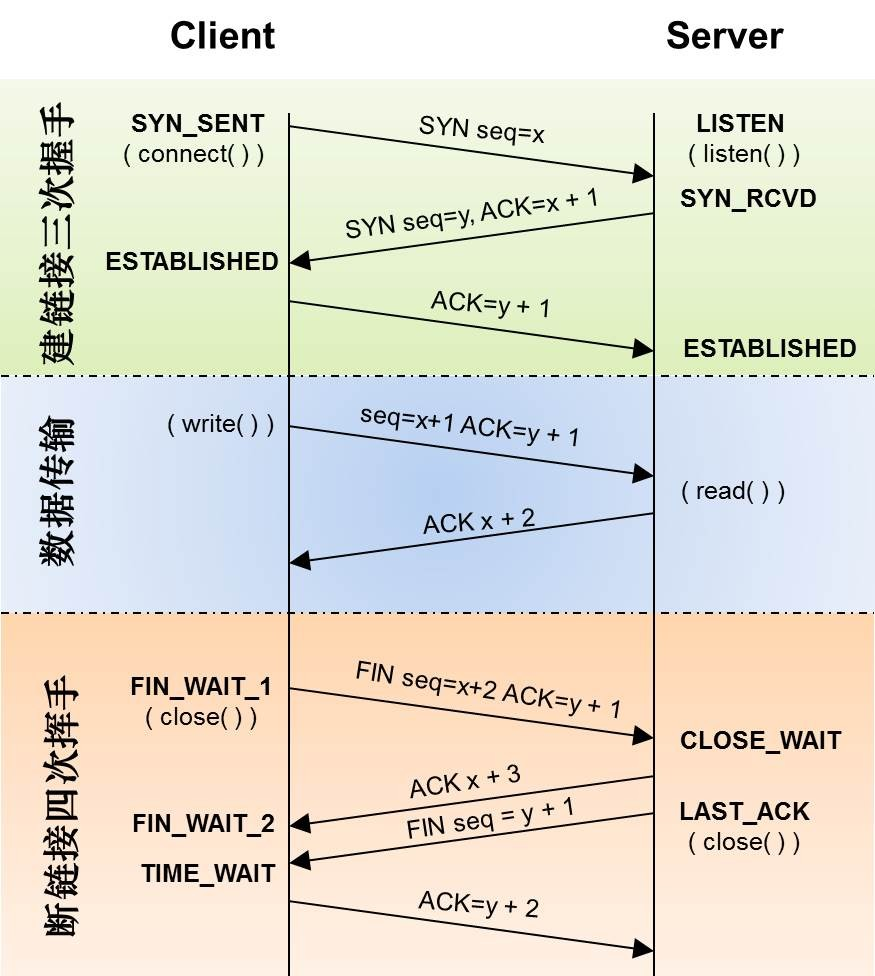 Client
Server
建链接三次握手
SYN_SENT
( connect( ) )
SYN seq=x
LISTEN
( listen( ) )
SYN_RCVD
SYN seq=y, ACK=x + 1
ESTABLISHED
ACK=y + 1
ESTABLISHED
数据传输
( write( ) )
seq=x+1 ACK=y + 1
( read( ) )
ACK x + 2
断链接四次挥手
FIN_WAIT_1
( close( ) )
FIN seq=x+2 ACK=y + 1
CLOSE_WAIT
ACK x + 3
FIN_WAIT_2
FIN seq = y + 1
LAST_ACK
( close( ) )
TIME_WAIT
ACK=y + 2